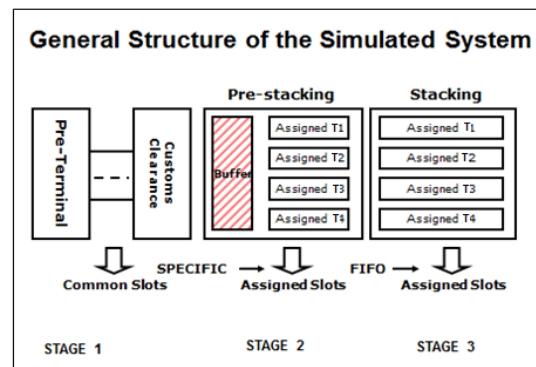 General Structure of the Simulated System
Pre-stacking
Stacking
Pre-Terminal
Customs
Clearance
Buffer
Assigned T1
Assigned T2
Assigned T3
Assigned T4
Assigned T1
Assigned T2
Assigned T3
Assigned T4
SPECIFIC
FIFO
Common Slots
Assigned Slots
Assigned Slots
STAGE 1
STAGE 2
STAGE 3